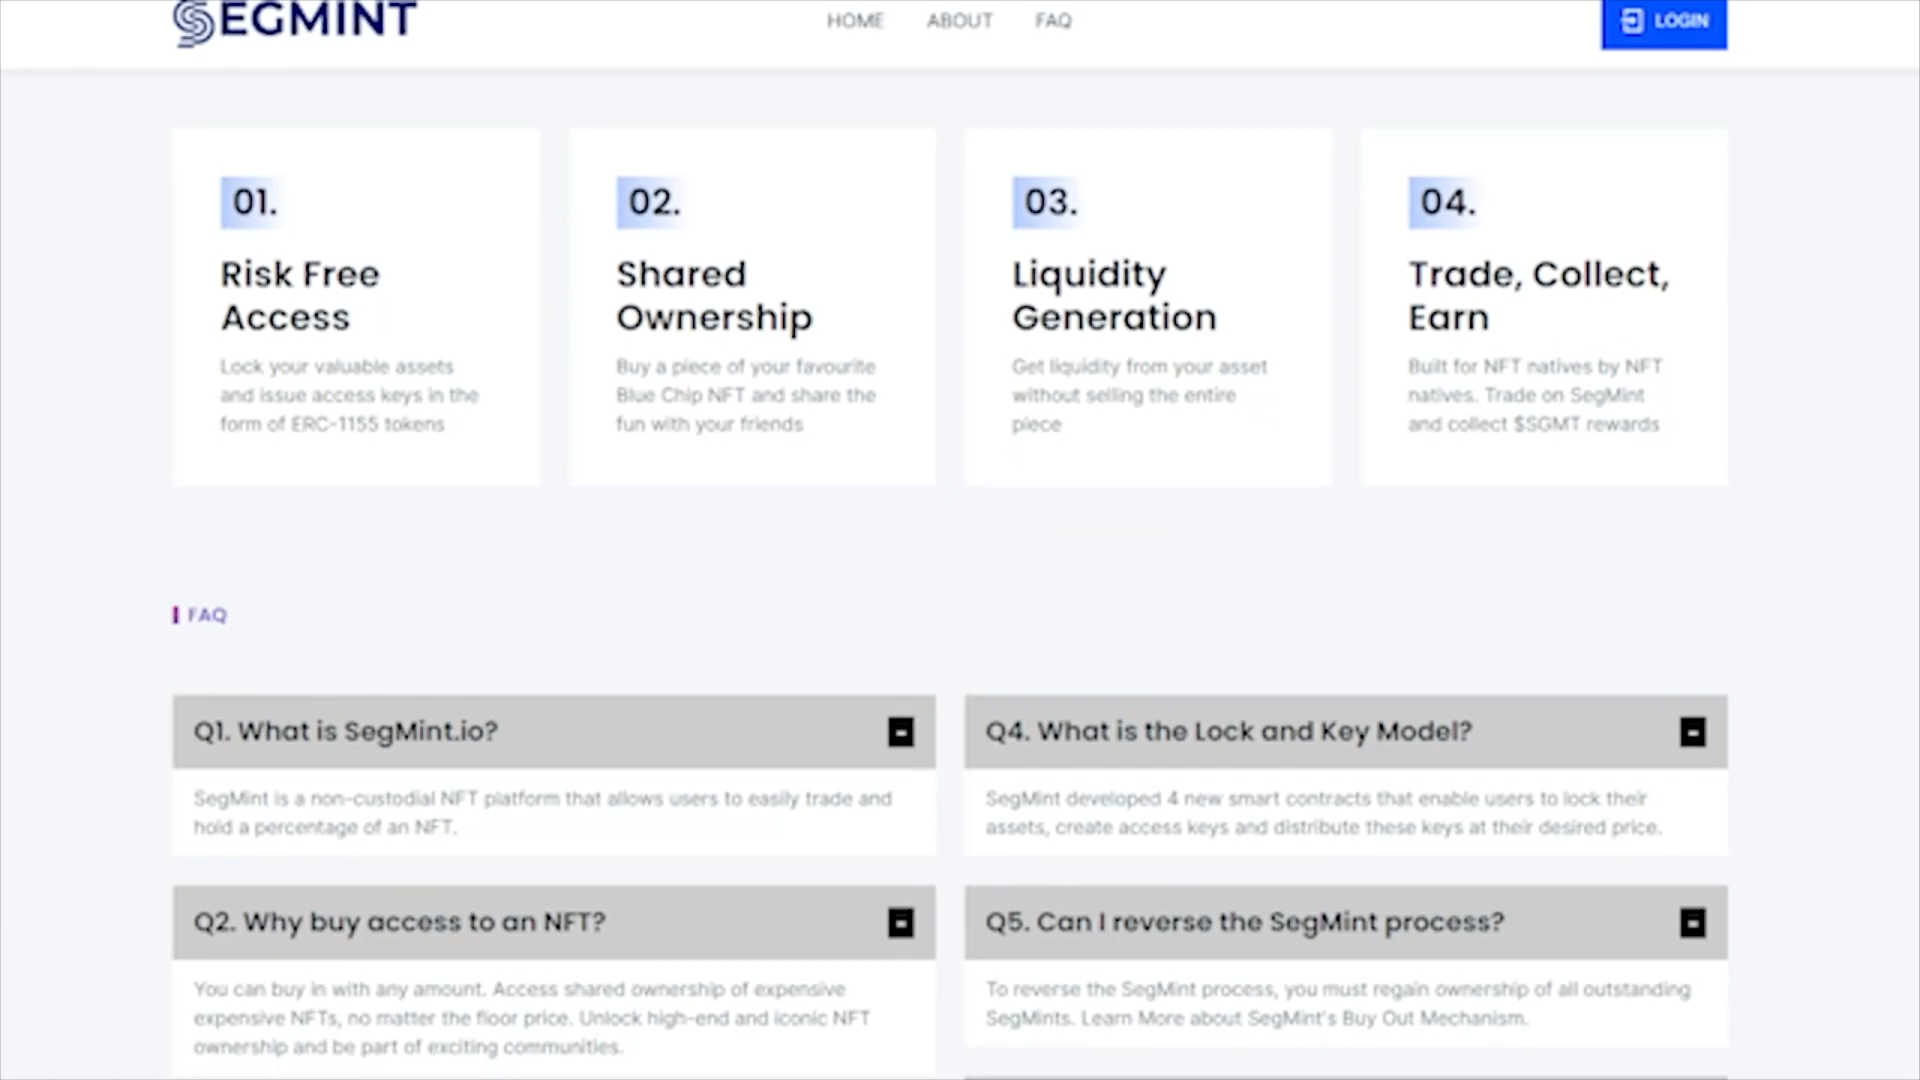 SEGMINT
HOME ABOUT FAQ
LOGIN
01.
Risk Free
Access
Lock your valuable assets
and issue access keys in the
form of ERC-1155 tokens
02.
Shared
Ownership
Buy a piece of your favourite
Blue Chip NFT and share the
fun with your friends
03.
Liquidity
Generation
Get liquidity from your asset
without selling the entire
piece
04.
Trade, Collect,
Earn
Built for NFT natives by NFT
natives. Trade on SegMint
and collect $SGMT rewards
FAQ
Q1. What is SegMint.io?
SegMint is a non-custodial NFT platform that allows users to easily trade and
hold a percentage of an NFT.
Q2. Why buy access to an NFT?
You can buy in with any amount. Access shared ownership of expensive
expensive NFTs, no matter the floor price. Unlock high-end and iconic NFT
ownership and be part of exciting communities.
Q4. What is the Lock and Key Model?
SegMint developed 4 new smart contracts that enable users to lock their
assets, create access keys and distribute these keys at their desired price.
Q5. Can I reverse the SegMint process?
To reverse the SegMint process, you must regain ownership of all outstanding
SegMints. Learn More about SegMint's Buy Out Mechanism.